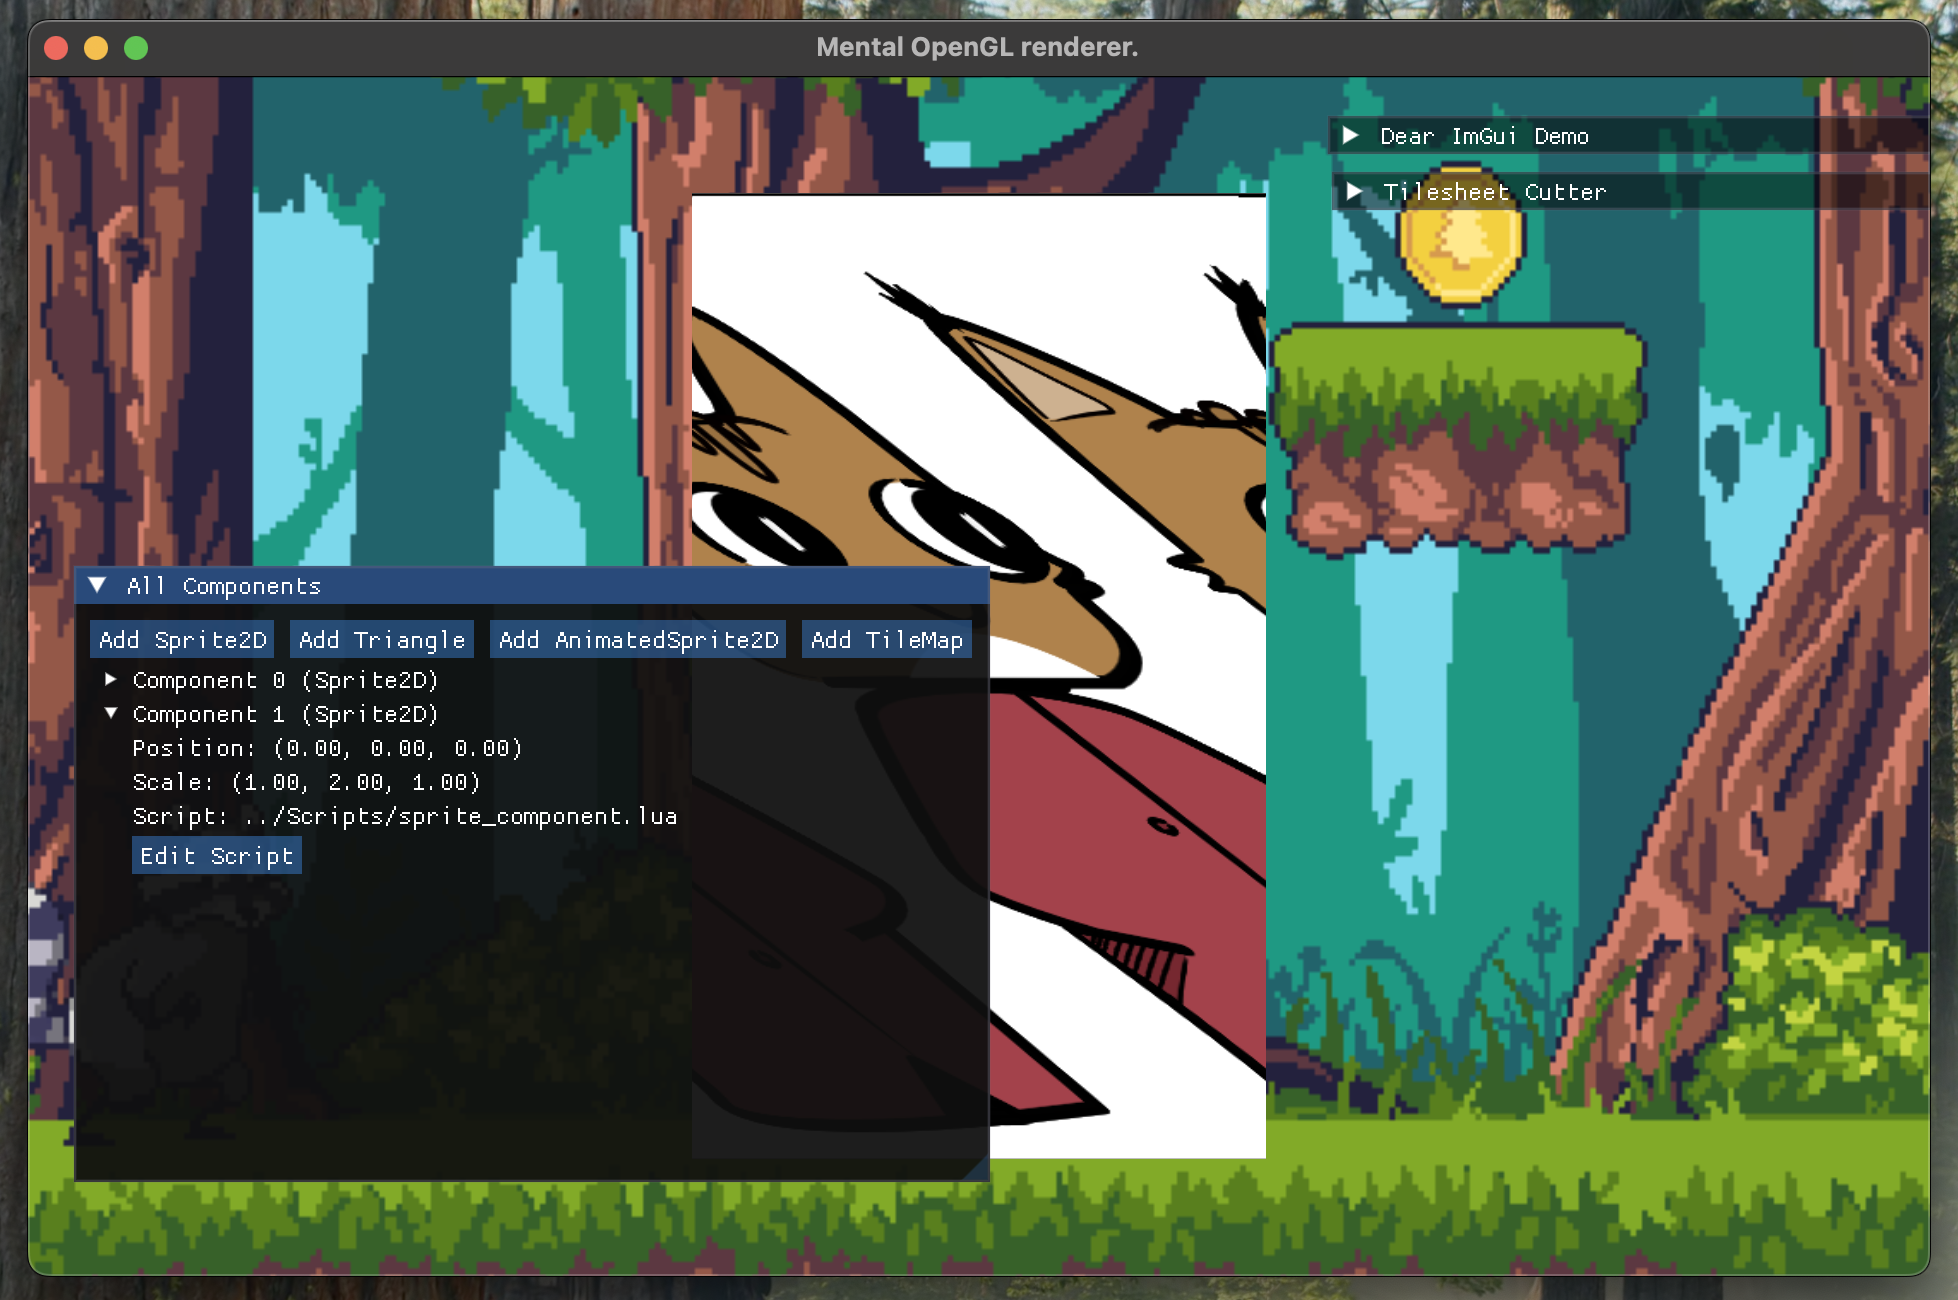 Mental OpenGL renderer.
Dear ImGui Demo
Tilesheet Cutter
All Components
Add Sprite2D Add Triangle Add AnimatedSprite2D Add TileMap
Component 0 (Sprite2D)
Component 1 (Sprite2D)
Position: (0.00, 0.00, 0.00)
Scale: (1.00, 2.00, 1.00)
Script: ../Scripts/sprite_component.lua
Edit Script